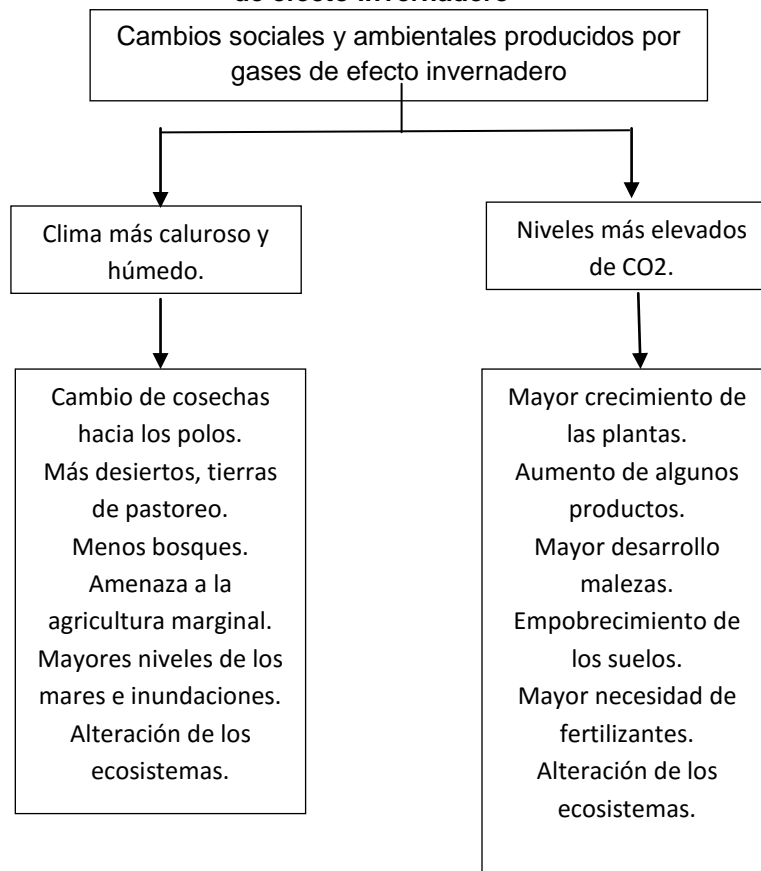 de efecto invernadero
Cambios sociales y ambientales producidos por
gases de efecto invernadero
Clima más caluroso y
húmedo.
Niveles más elevados
de CO2.
Cambio de cosechas
hacia los polos.
Más desiertos, tierras
de pastoreo.
Menos bosques.
Amenaza a la
agricultura marginal.
Mayores niveles de los
mares e inundaciones.
Alteración de los
ecosistemas.
Mayor crecimiento de
las plantas.
Aumento de algunos
productos.
Mayor desarrollo
malezas.
Empobrecimiento de
los suelos.
Mayor necesidad de
fertilizantes.
Alteración de los
ecosistemas.